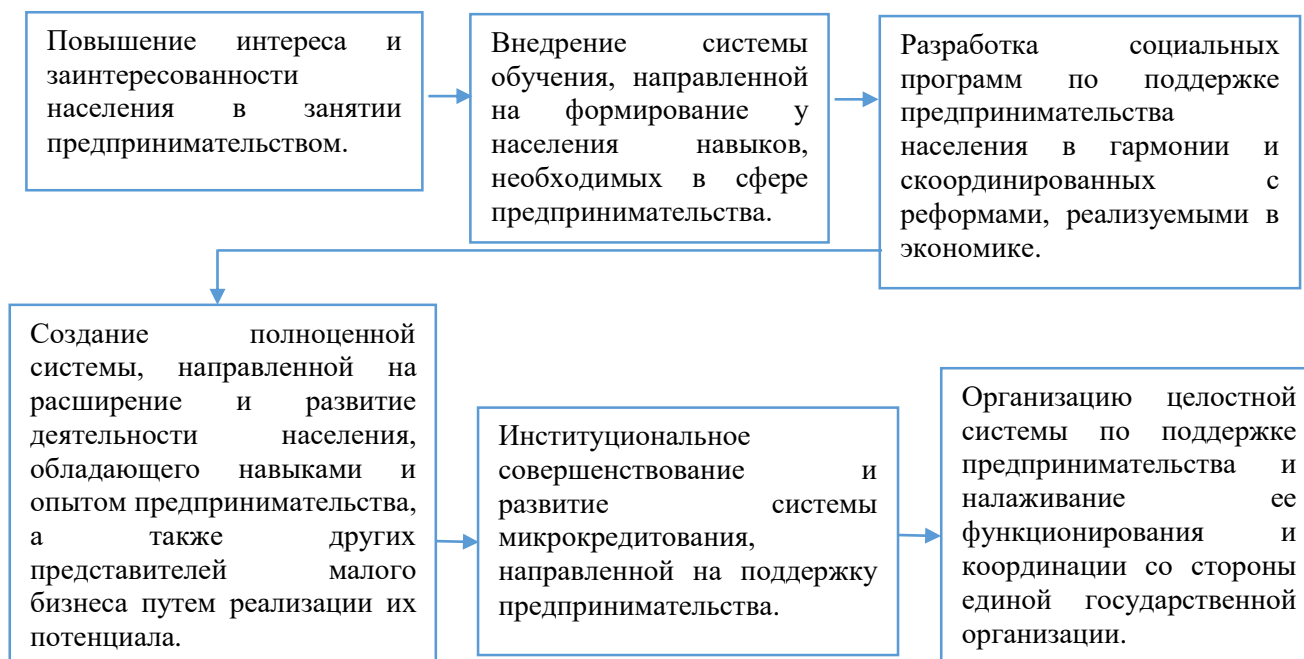 Повышение интереса и
заинтересованности
населения в занятии
предпринимательством.
Внедрение системы
обучения, направленной
на формирование у
населения навыков,
необходимых в сфере
предпринимательства.
Разработка социальных
программ по поддержке
предпринимательства
населения в гармонии и
скоординированных с
реформами, реализуемыми в
экономике.
Создание полноценной
системы, направленной на
расширение и развитие
деятельности населения,
обладающего навыками и
опытом предпринимательства,
а также других
представителей малого
бизнеса путем реализации их
потенциала.
Институциональное
совершенствование и
развитие системы
микрокредитования,
направленной на поддержку
предпринимательства.
Организацию целостной
системы по поддержке
предпринимательства и
налаживание ее
функционирования и
координации со стороны
единой государственной
организации.